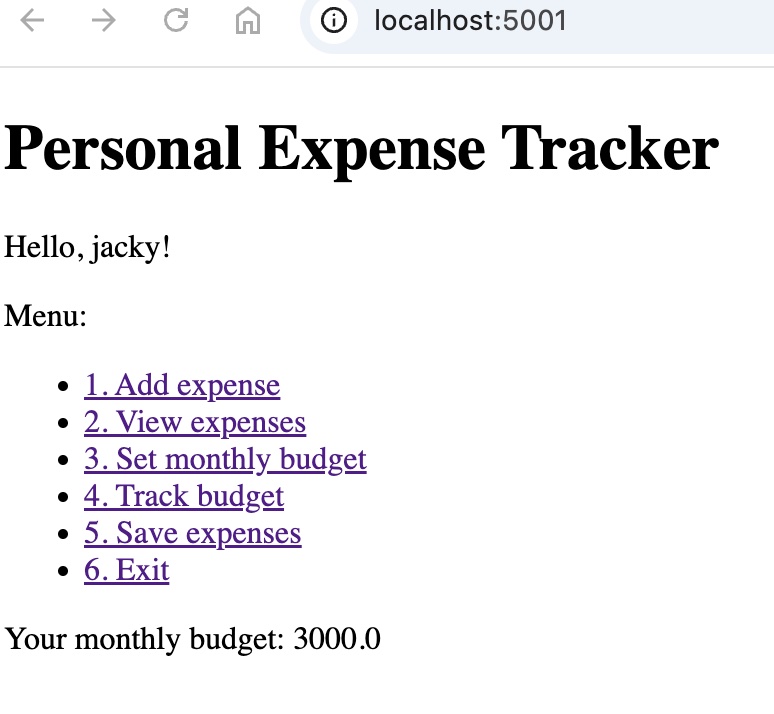 localhost:5001
Personal Expense Tracker
Hello, jacky!
Menu:
1. Add expense
2. View expenses
3. Set monthly budget
4. Track budget
5. Save expenses
6. Exit
Your monthly budget: 3000.0